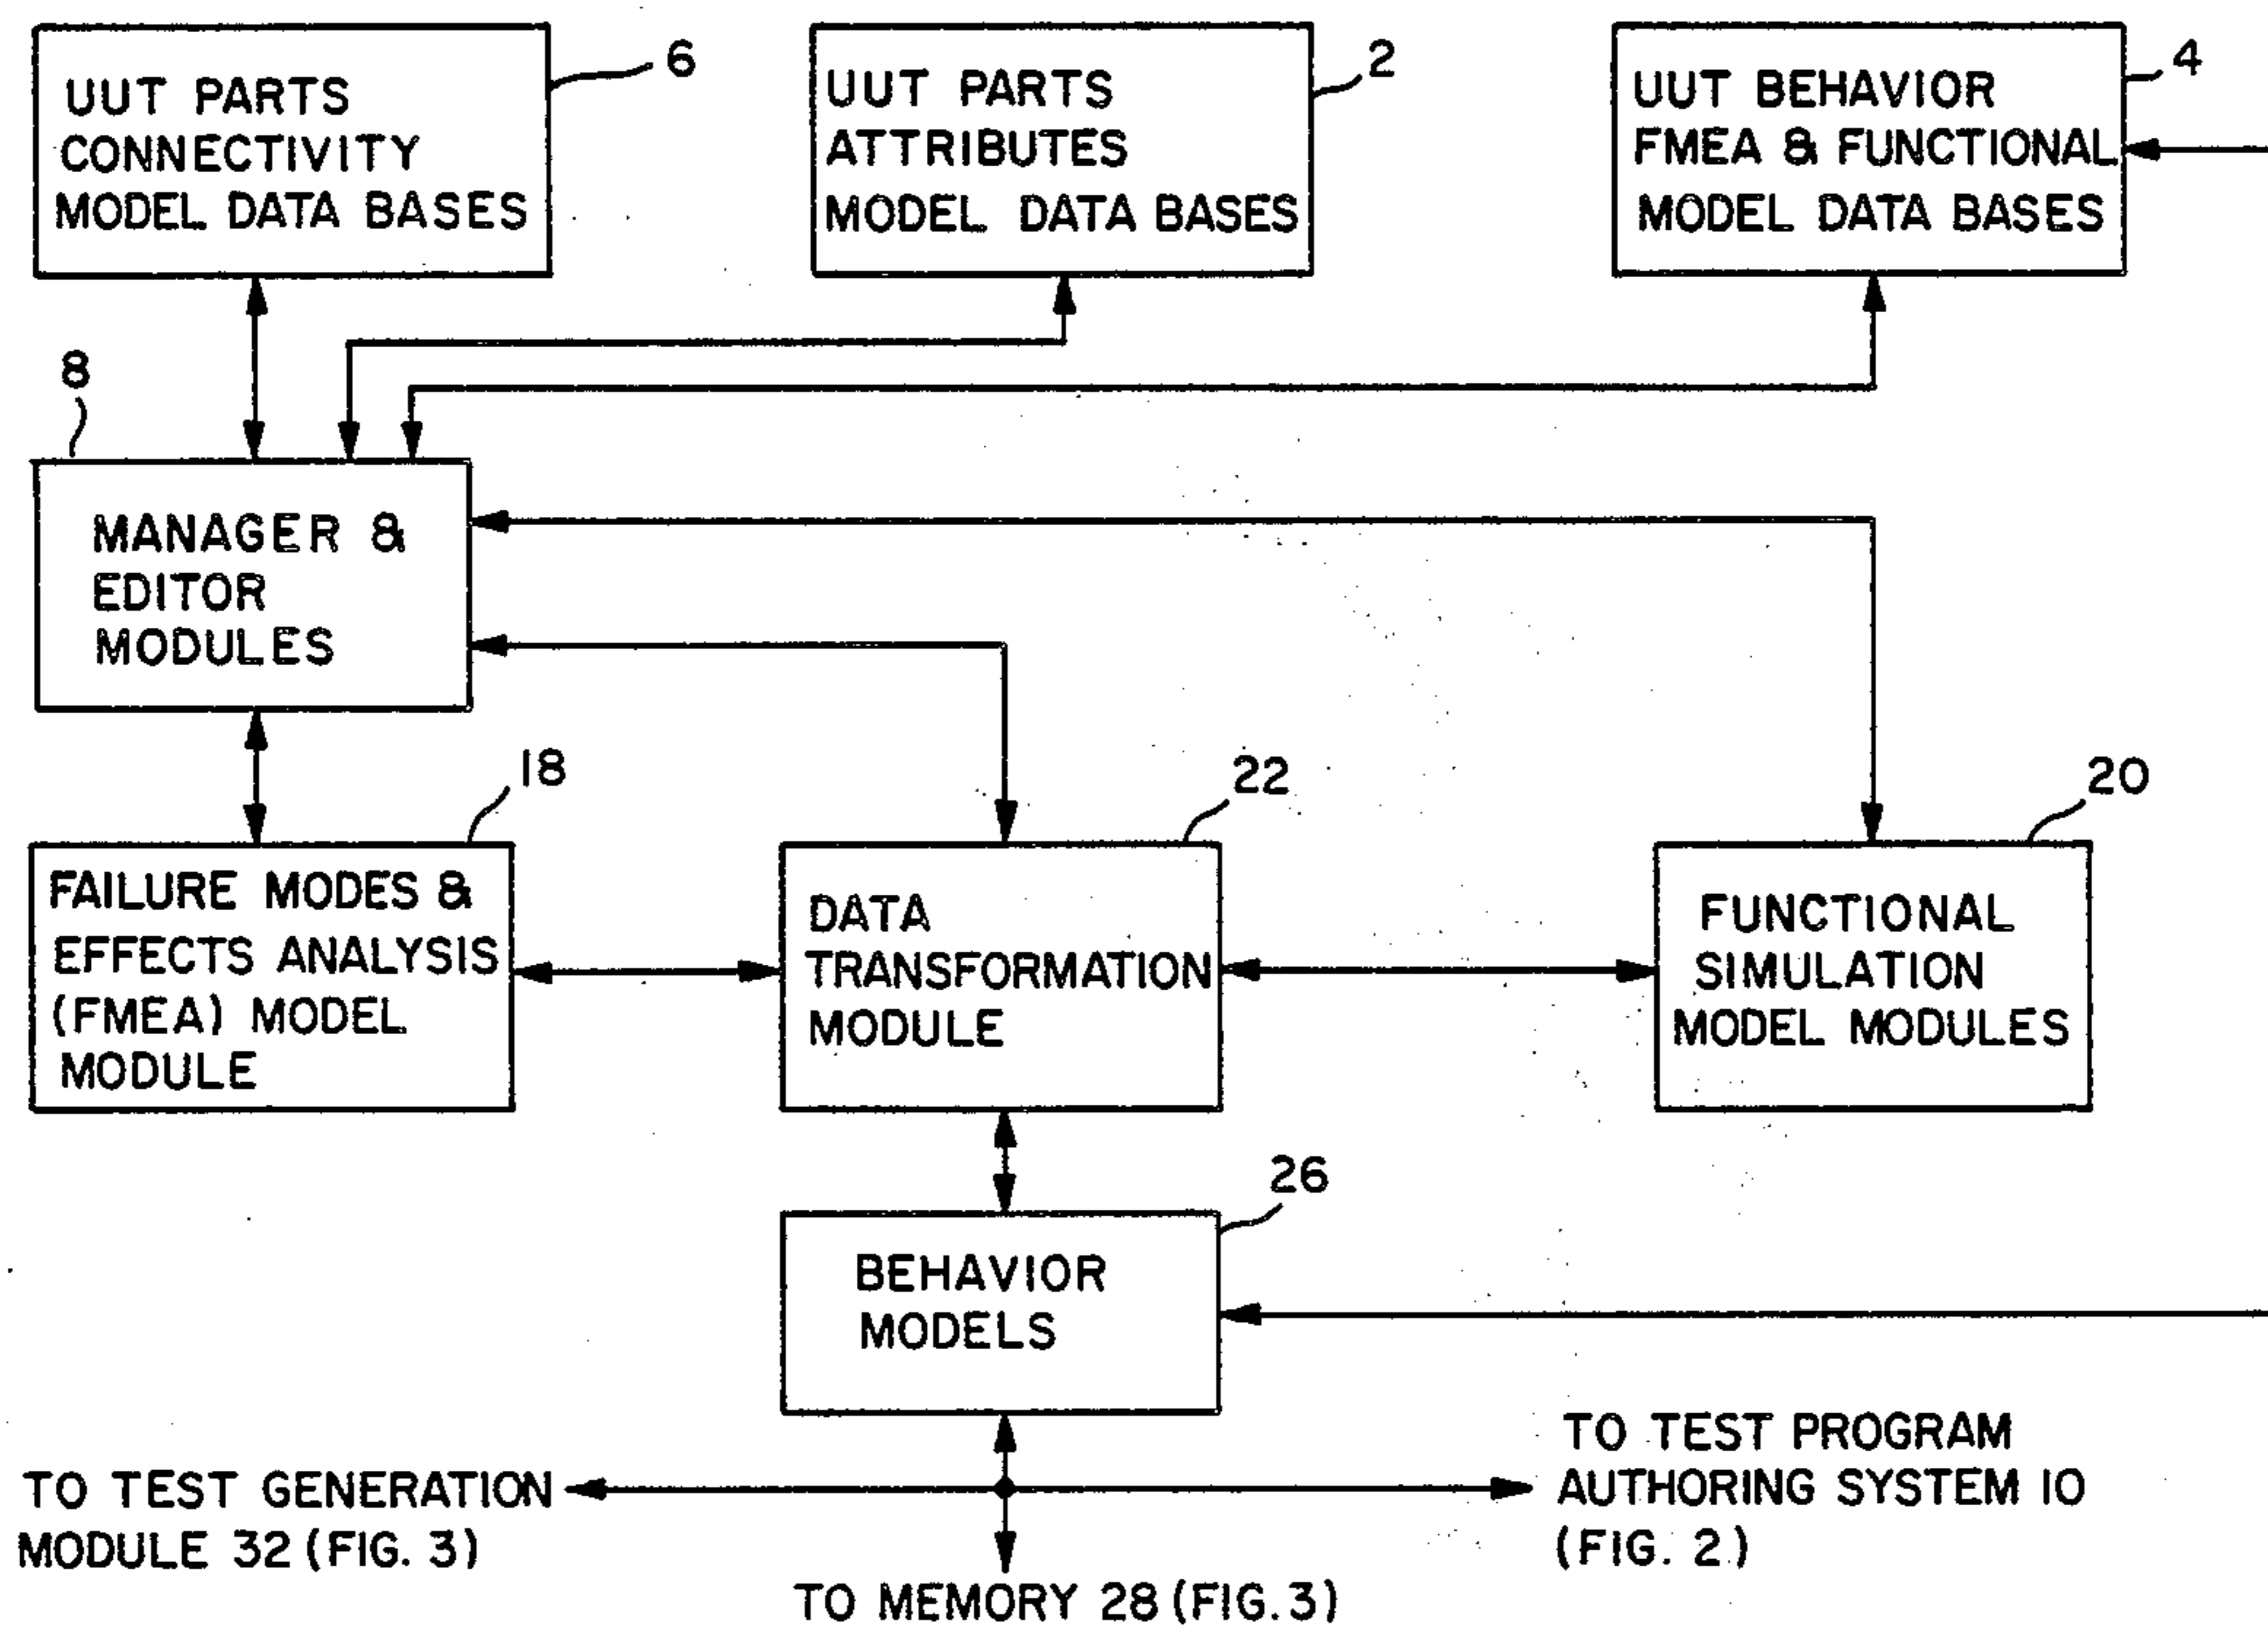 UUT PARTS
CONNECTIVITY
MODEL DATA BASES
6
UUT PARTS
ATTRIBUTES
MODEL DATA BASES
2
UUT BEHAVIOR
FMEA & FUNCTIONAL
MODEL DATA BASES
4
8
MANAGER &
EDITOR
MODULES
18
FAILURE MODES &
EFFECTS ANALYSIS
(FMEA) MODEL
MODULE
22
DATA
TRANSFORMATION
MODULE
20
FUNCTIONAL
SIMULATION
MODEL MODULES
26
BEHAVIOR
MODELS
TO TEST GENERATION
MODULE 32 (FIG. 3)
TO MEMORY 28 (FIG. 3)
TO TEST PROGRAM
AUTHORING SYSTEM 10
(FIG. 2)